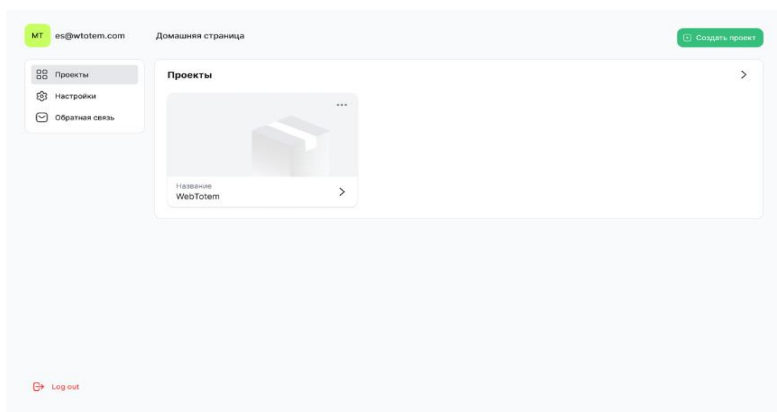 MT es@wtotem.com Домашняя страница
Создать проект
Проекты
Настройки
Обратная связь
Проекты
Название
WebTotem
Log out